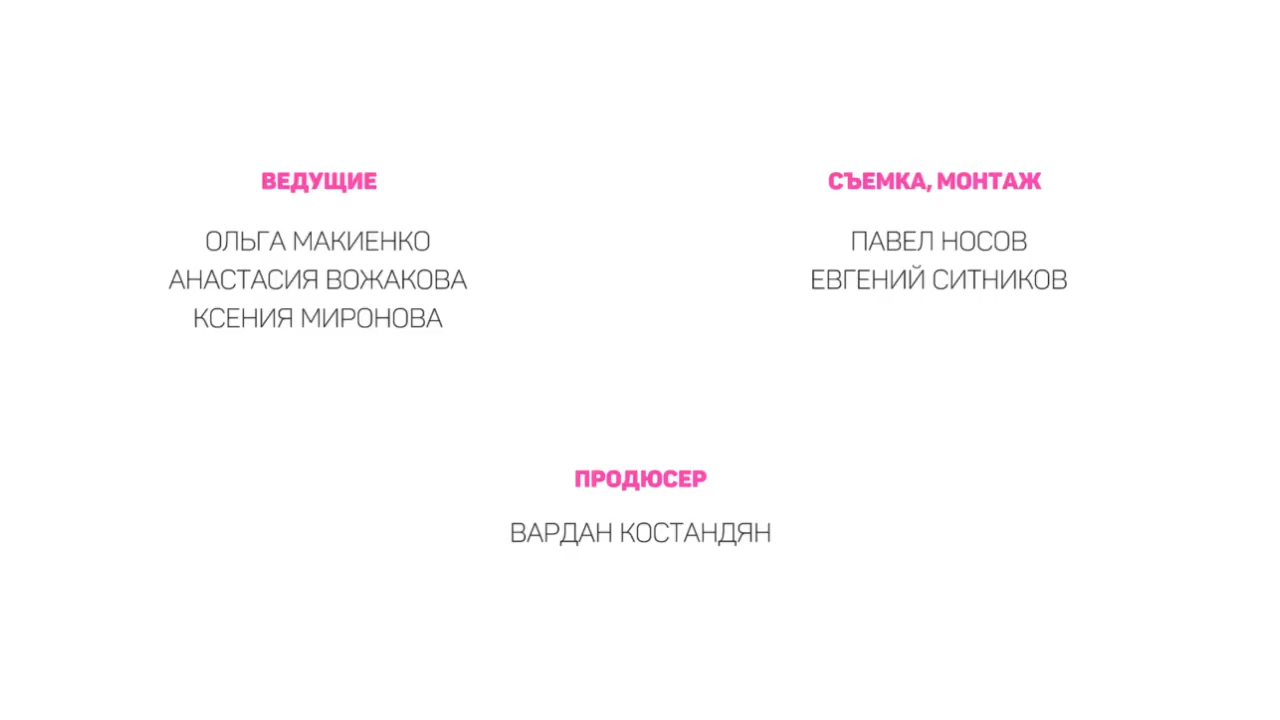 ВЕДУЩИЕ
ОЛЬГА МАКИЕНКО
АНАСТАСИЯ ВОЖАКОВА
КСЕНИЯ МИРОНОВА
СЪЕМКА, МОНТАЖ
ПАВЕЛ НОСОВ
ЕВГЕНИЙ СИТНИКОВ
ПРОДЮСЕР
ВАРДАН КОСТАНДЯН